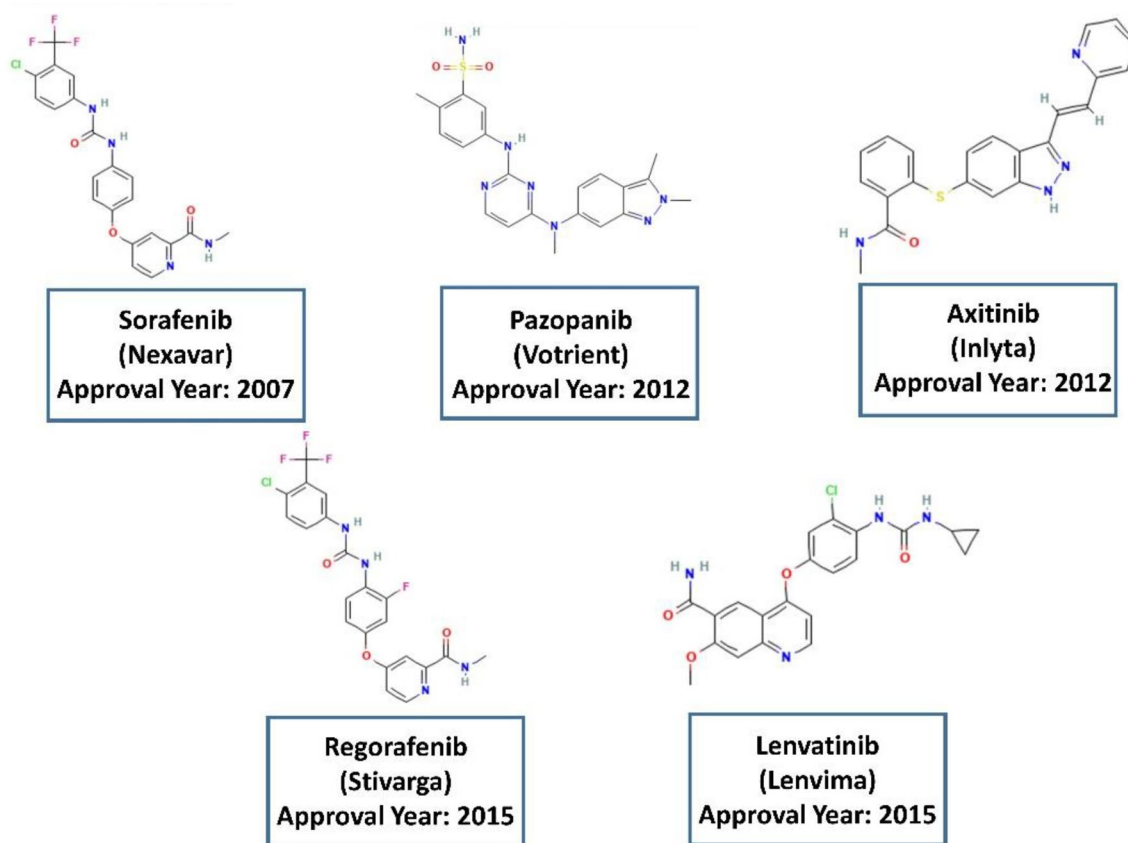 Sorafenib
(Nexavar)
Approval Year: 2007
Pazopanib
(Votrient)
Approval Year: 2012
Axitinib
(Inlyta)
Approval Year: 2012
Regorafenib
(Stivarga)
Approval Year: 2015
Lenvatinib
(Lenvima)
Approval Year: 2015